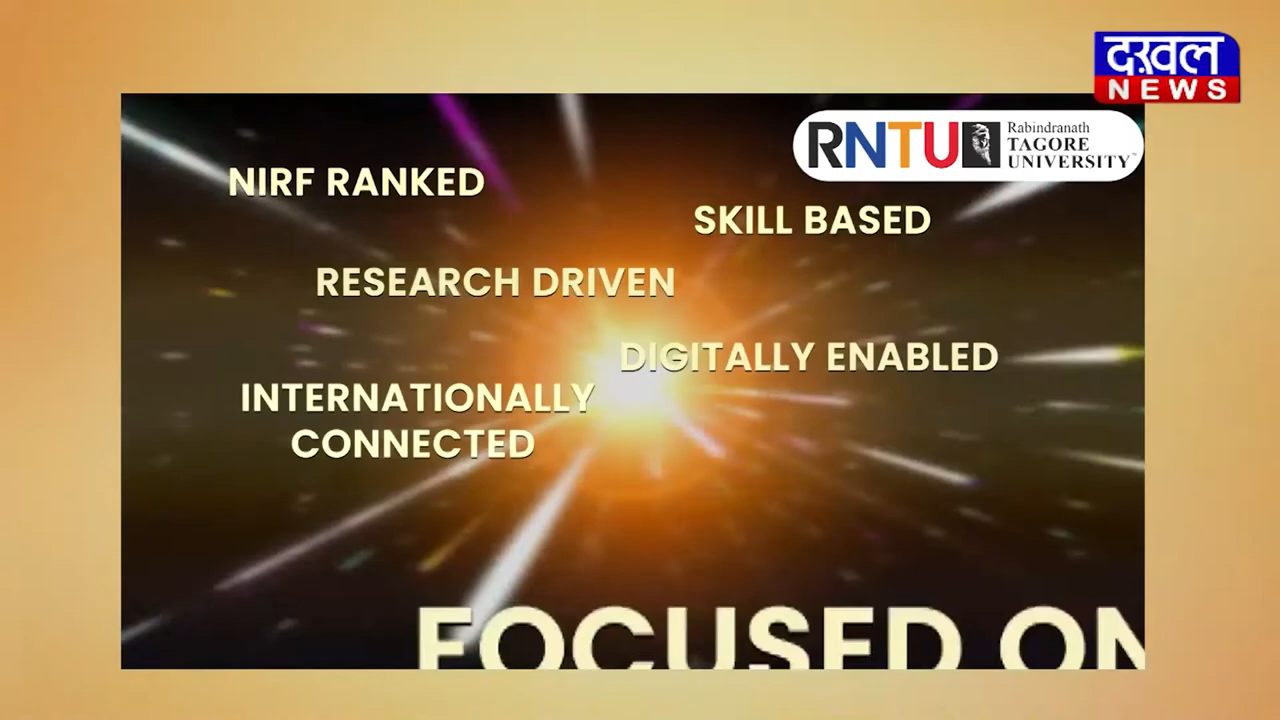 दख़ल
NEWS
RNTU
Rabindranath
TAGORE
UNIVERSITY
NIRF RANKED
SKILL BASED
RESEARCH DRIVEN
DIGITALLY ENABLED
INTERNATIONALLY
CONNECTED
FOCUSED ON